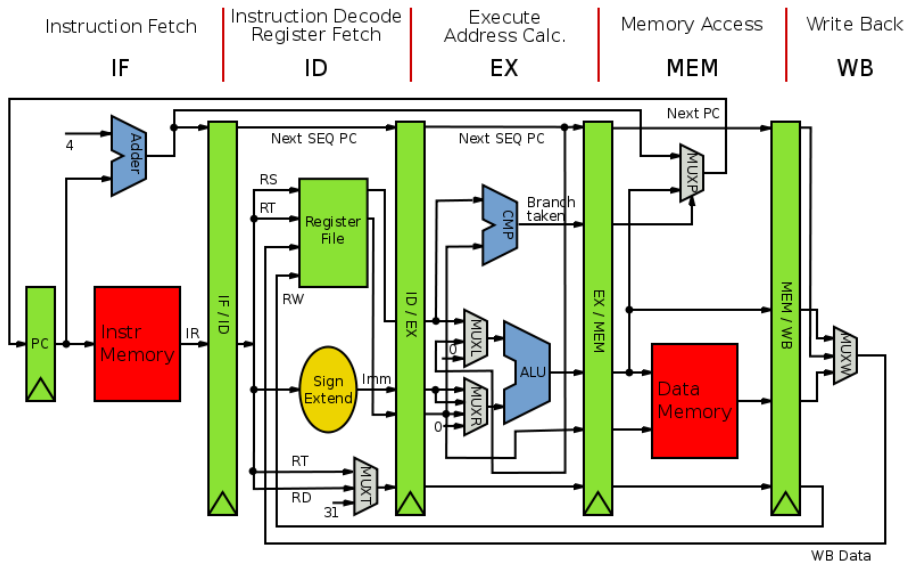 Instruction Fetch
Instruction Decode
Register Fetch
Execute
Address Calc.
Memory Access
Write Back
IF
ID
EX
MEM
WB
Next PC
4
Adder
Next SEQ PC
Next SEQ PC
MUXP
RS
RT
Register
File
RW
CMP
Branch
taken
PC
Instr
Memory
IR
IF / ID
ID / EX
EX / MEM
MEM / WB
0
MUXL
ALU
MUXW
Sign
Extend
Imm
MUXR
0
Data
Memory
RT
RD
31
MUXT
WB Data